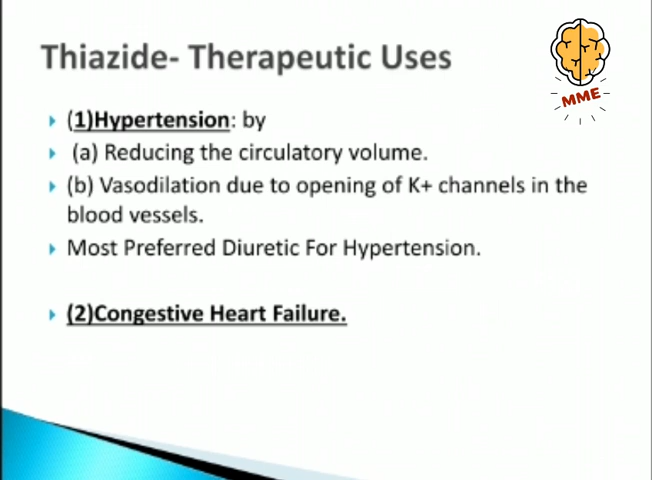 Thiazide- Therapeutic Uses
MME
(1)Hypertension: by
(a) Reducing the circulatory volume.
(b) Vasodilation due to opening of K+ channels in the
blood vessels.
Most Preferred Diuretic For Hypertension.
(2)Congestive Heart Failure.